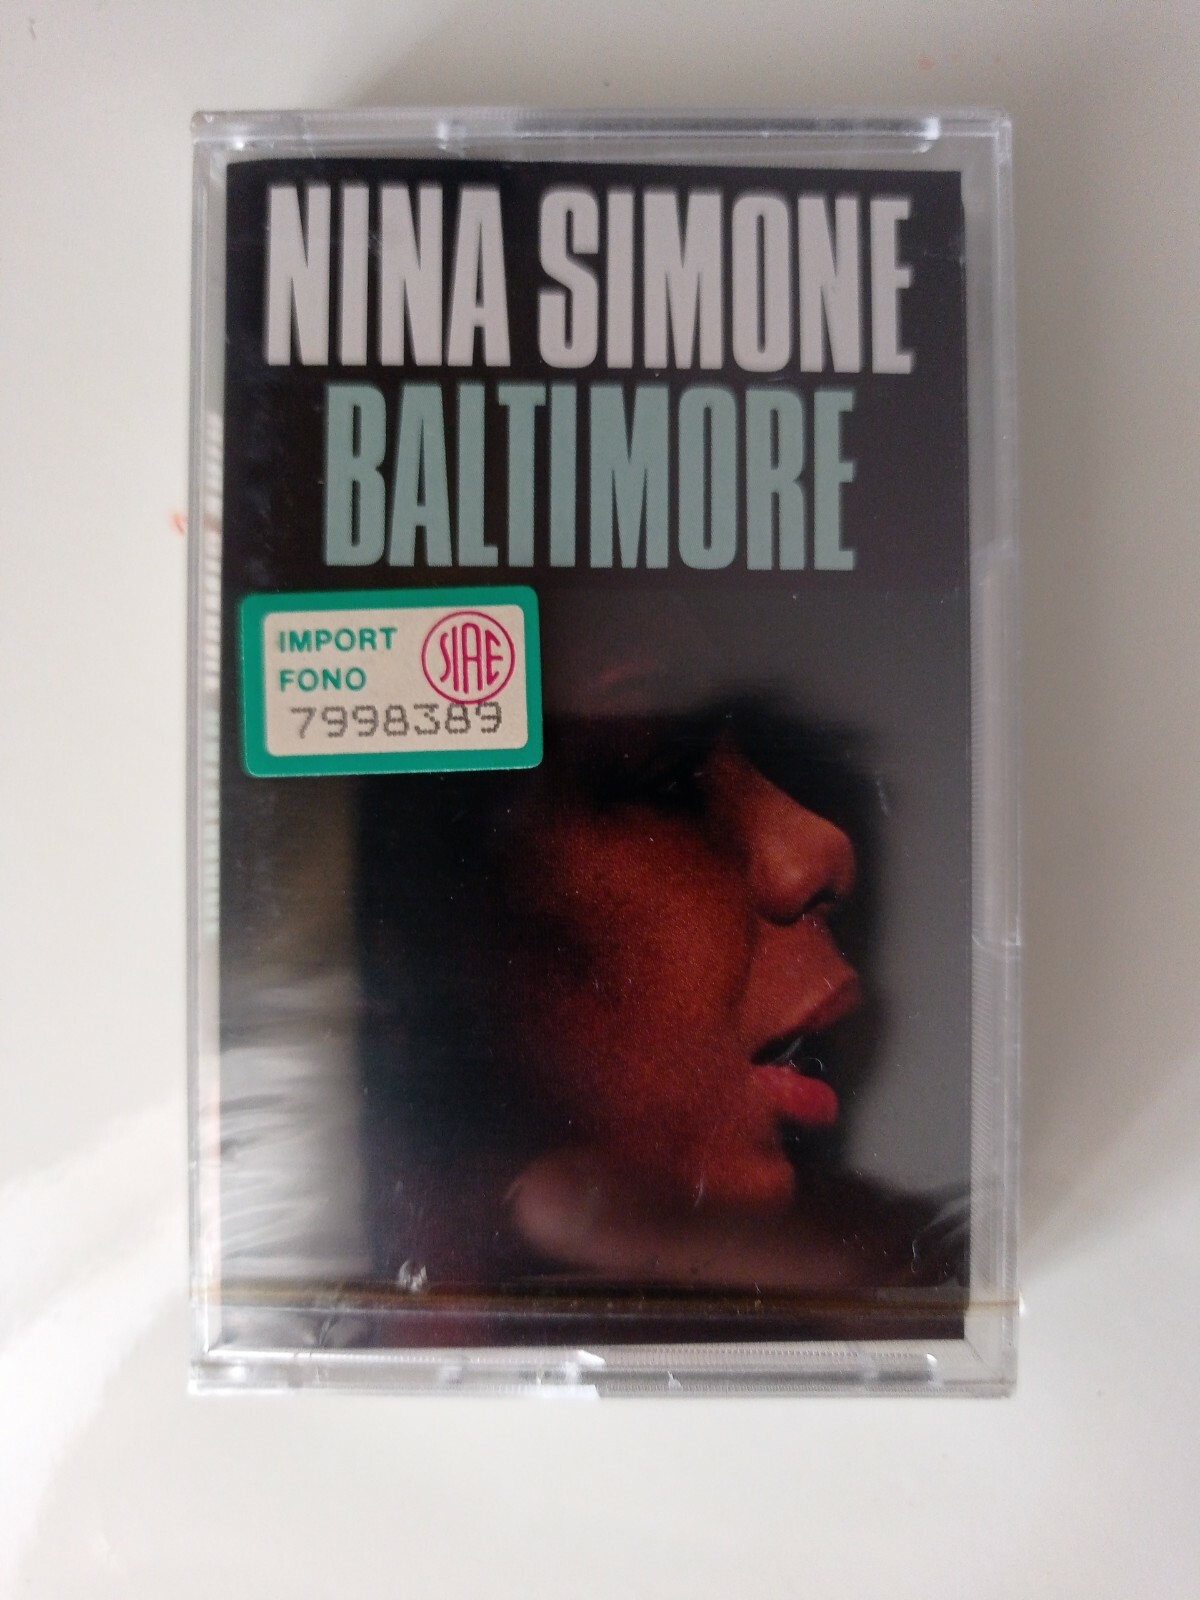 NINA SIMONE
BALTIMORE
IMPORT
FONO
SIAE
7998389